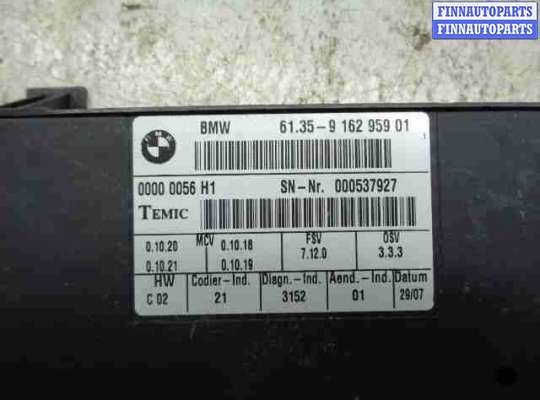 FINNAUTOPARTS
FINNAUTOPARTS
BMW 61.35-9 162 959 01
0000 0056 H1 SN-Nr. 000537927
TEMIC
MCV FSV OSV
0.10.20 0.10.18 7.12.0 3.3.3
0.10.21 0.10.19
HW Codier-Ind. Diagn.-Ind. Aend.-Ind. Datum
C 02 21 3152 01 29/07